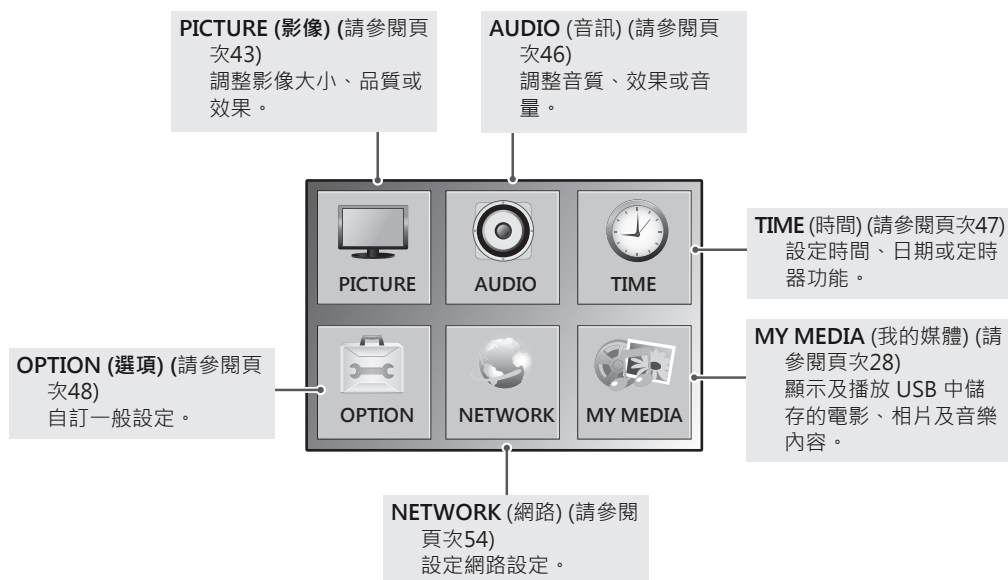 PICTURE (影像) (請參閱頁
次43)
調整影像大小、品質或
效果。
AUDIO (音訊) (請參閱頁
次46)
調整音質、效果或音
量。
PICTURE
AUDIO
TIME
TIME (時間) (請參閱頁次47)
設定時間、日期或定時
器功能。
OPTION (選項) (請參閱頁
次48)
自訂一般設定。
OPTION
NETWORK
MY MEDIA
MY MEDIA (我的媒體) (請
參閱頁次28)
顯示及播放 USB 中儲
存的電影、相片及音樂
內容。
NETWORK (網路) (請參閱
頁次54)
設定網路設定。